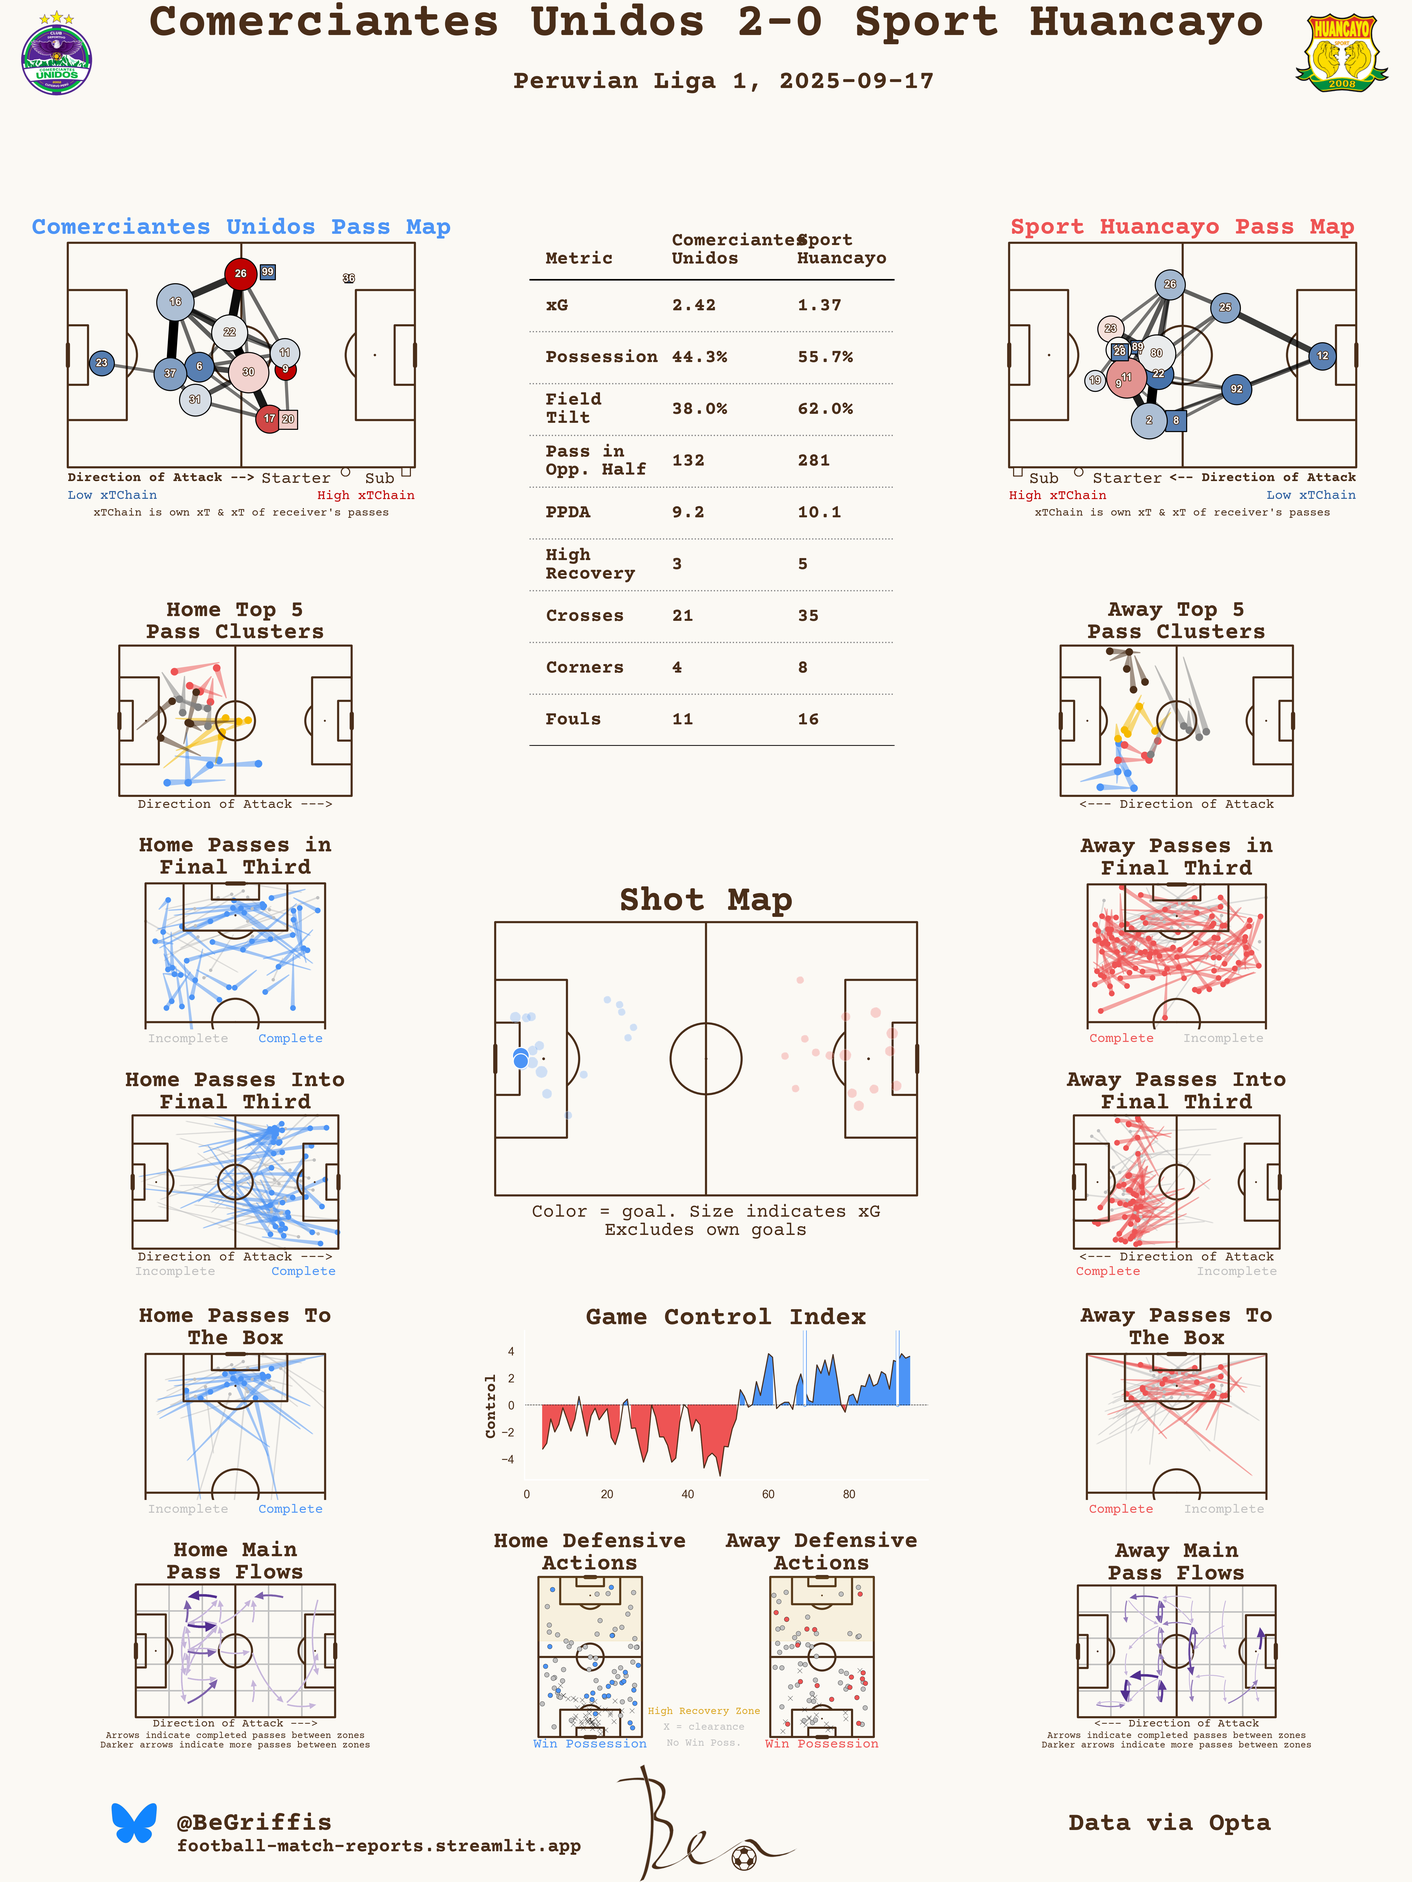 Comerciantes Unidos 2-0 Sport Huancayo
Peruvian Liga 1, 2025-09-17
CLUB
DEPORTIVO
COMERCIANTES
UNIDOS
HUANCAYO
SPORT
2008
Comerciantes Unidos Pass Map
26
99
36
16
22
11
23
37
6
30
9
31
17
20
Direction of Attack --> Starter Sub
Low xTChain High xTChain
xTChain is own xT & xT of receiver's passes
Metric Comerciantes Unidos Sport Huancayo
xG 2.42 1.37
Possession 44.3% 55.7%
Field Tilt 38.0% 62.0%
Pass in Opp. Half 132 281
PPDA 9.2 10.1
High Recovery 3 5
Crosses 21 35
Corners 4 8
Fouls 11 16
Sport Huancayo Pass Map
26
25
23
28
89
80
12
19
9
11
22
92
2
8
Sub Starter <-- Direction of Attack
High xTChain Low xTChain
xTChain is own xT & xT of receiver's passes
Home Top 5
Pass Clusters
Direction of Attack --->
Away Top 5
Pass Clusters
<--- Direction of Attack
Home Passes in
Final Third
Incomplete Complete
Away Passes in
Final Third
Complete Incomplete
Shot Map
Color = goal. Size indicates xG
Excludes own goals
Home Passes Into
Final Third
Direction of Attack --->
Incomplete Complete
Away Passes Into
Final Third
<--- Direction of Attack
Complete Incomplete
Home Passes To
The Box
Incomplete Complete
Game Control Index
Control
4
2
0
−2
−4
0 20 40 60 80
Away Passes To
The Box
Complete Incomplete
Home Main
Pass Flows
Direction of Attack --->
Arrows indicate completed passes between zones
Darker arrows indicate more passes between zones
Home Defensive
Actions
Win Possession
Away Defensive
Actions
Win Possession
High Recovery Zone
X = clearance
No Win Poss.
Away Main
Pass Flows
<--- Direction of Attack
Arrows indicate completed passes between zones
Darker arrows indicate more passes between zones
@BeGriffis
football-match-reports.streamlit.app
Ben
Data via Opta